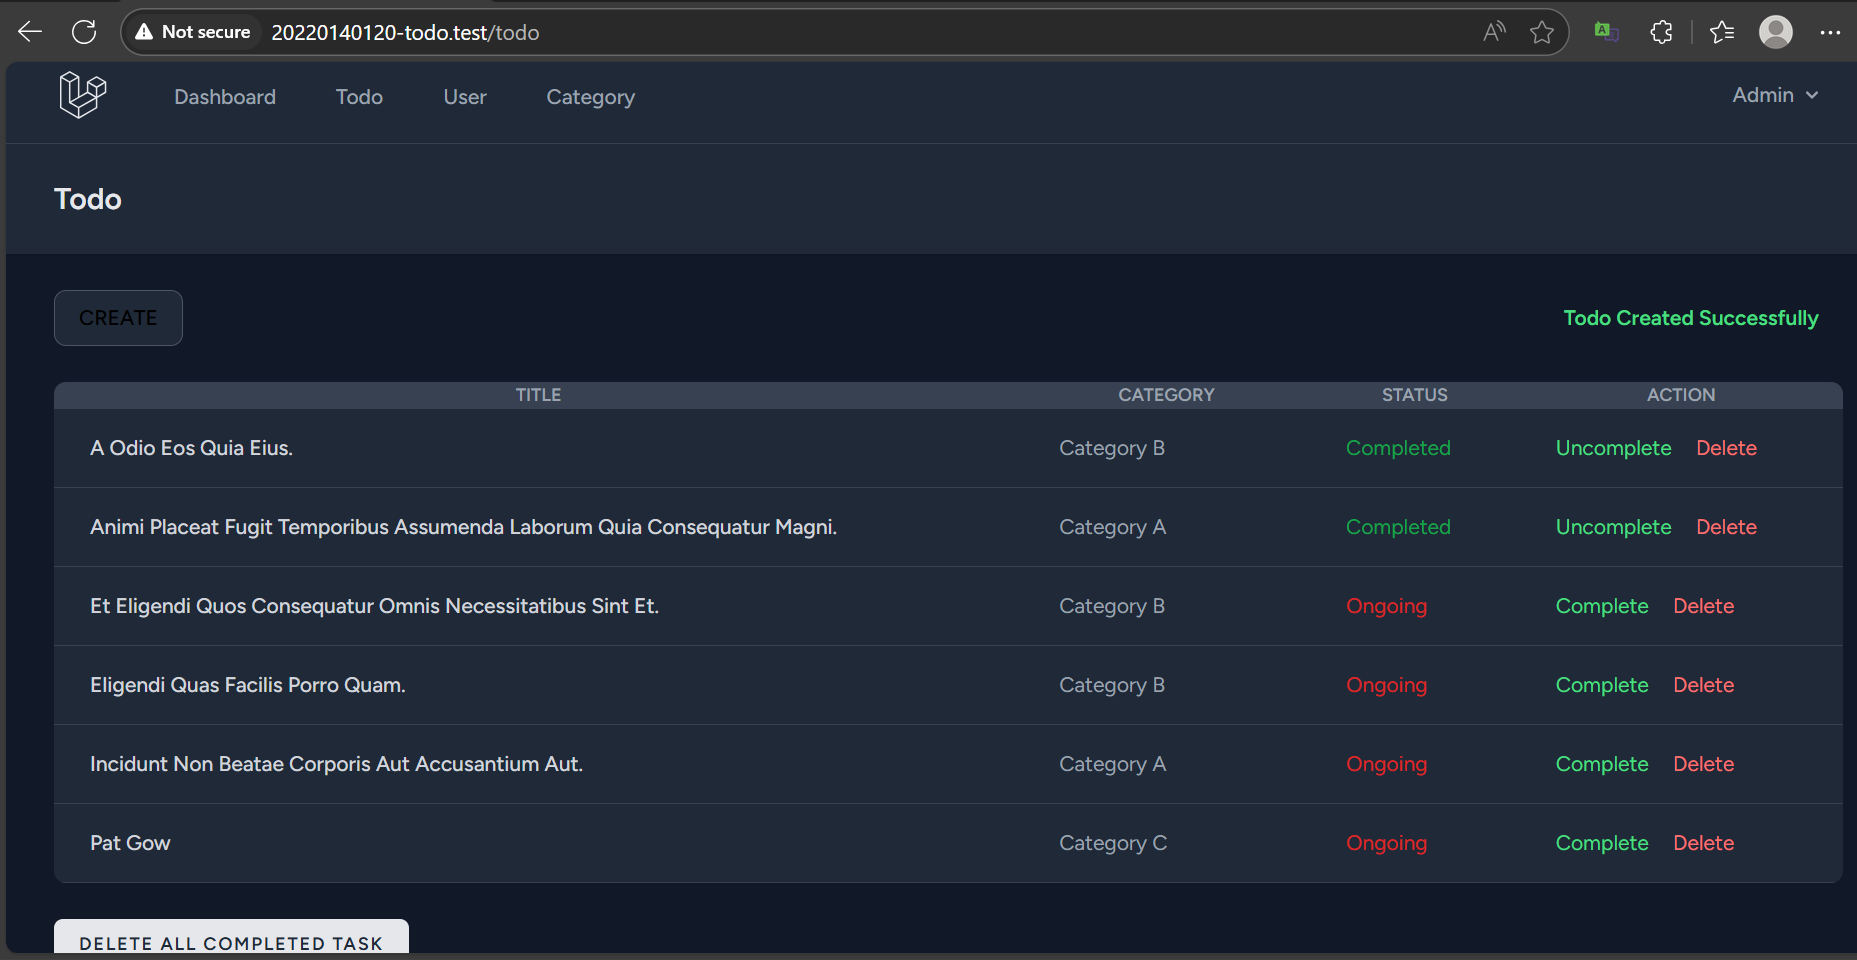 Not secure 20220140120-todo.test/todo
Dashboard Todo User Category Admin
Todo
CREATE Todo Created Successfully
TITLE CATEGORY STATUS ACTION
A Odio Eos Quia Eius. Category B Completed Uncomplete Delete
Animi Placeat Fugit Temporibus Assumenda Laborum Quia Consequatur Magni. Category A Completed Uncomplete Delete
Et Eligendi Quos Consequatur Omnis Necessitatibus Sint Et. Category B Ongoing Complete Delete
Eligendi Quas Facilis Porro Quam. Category B Ongoing Complete Delete
Incidunt Non Beatae Corporis Aut Accusantium Aut. Category A Ongoing Complete Delete
Pat Gow Category C Ongoing Complete Delete
DELETE ALL COMPLETED TASK